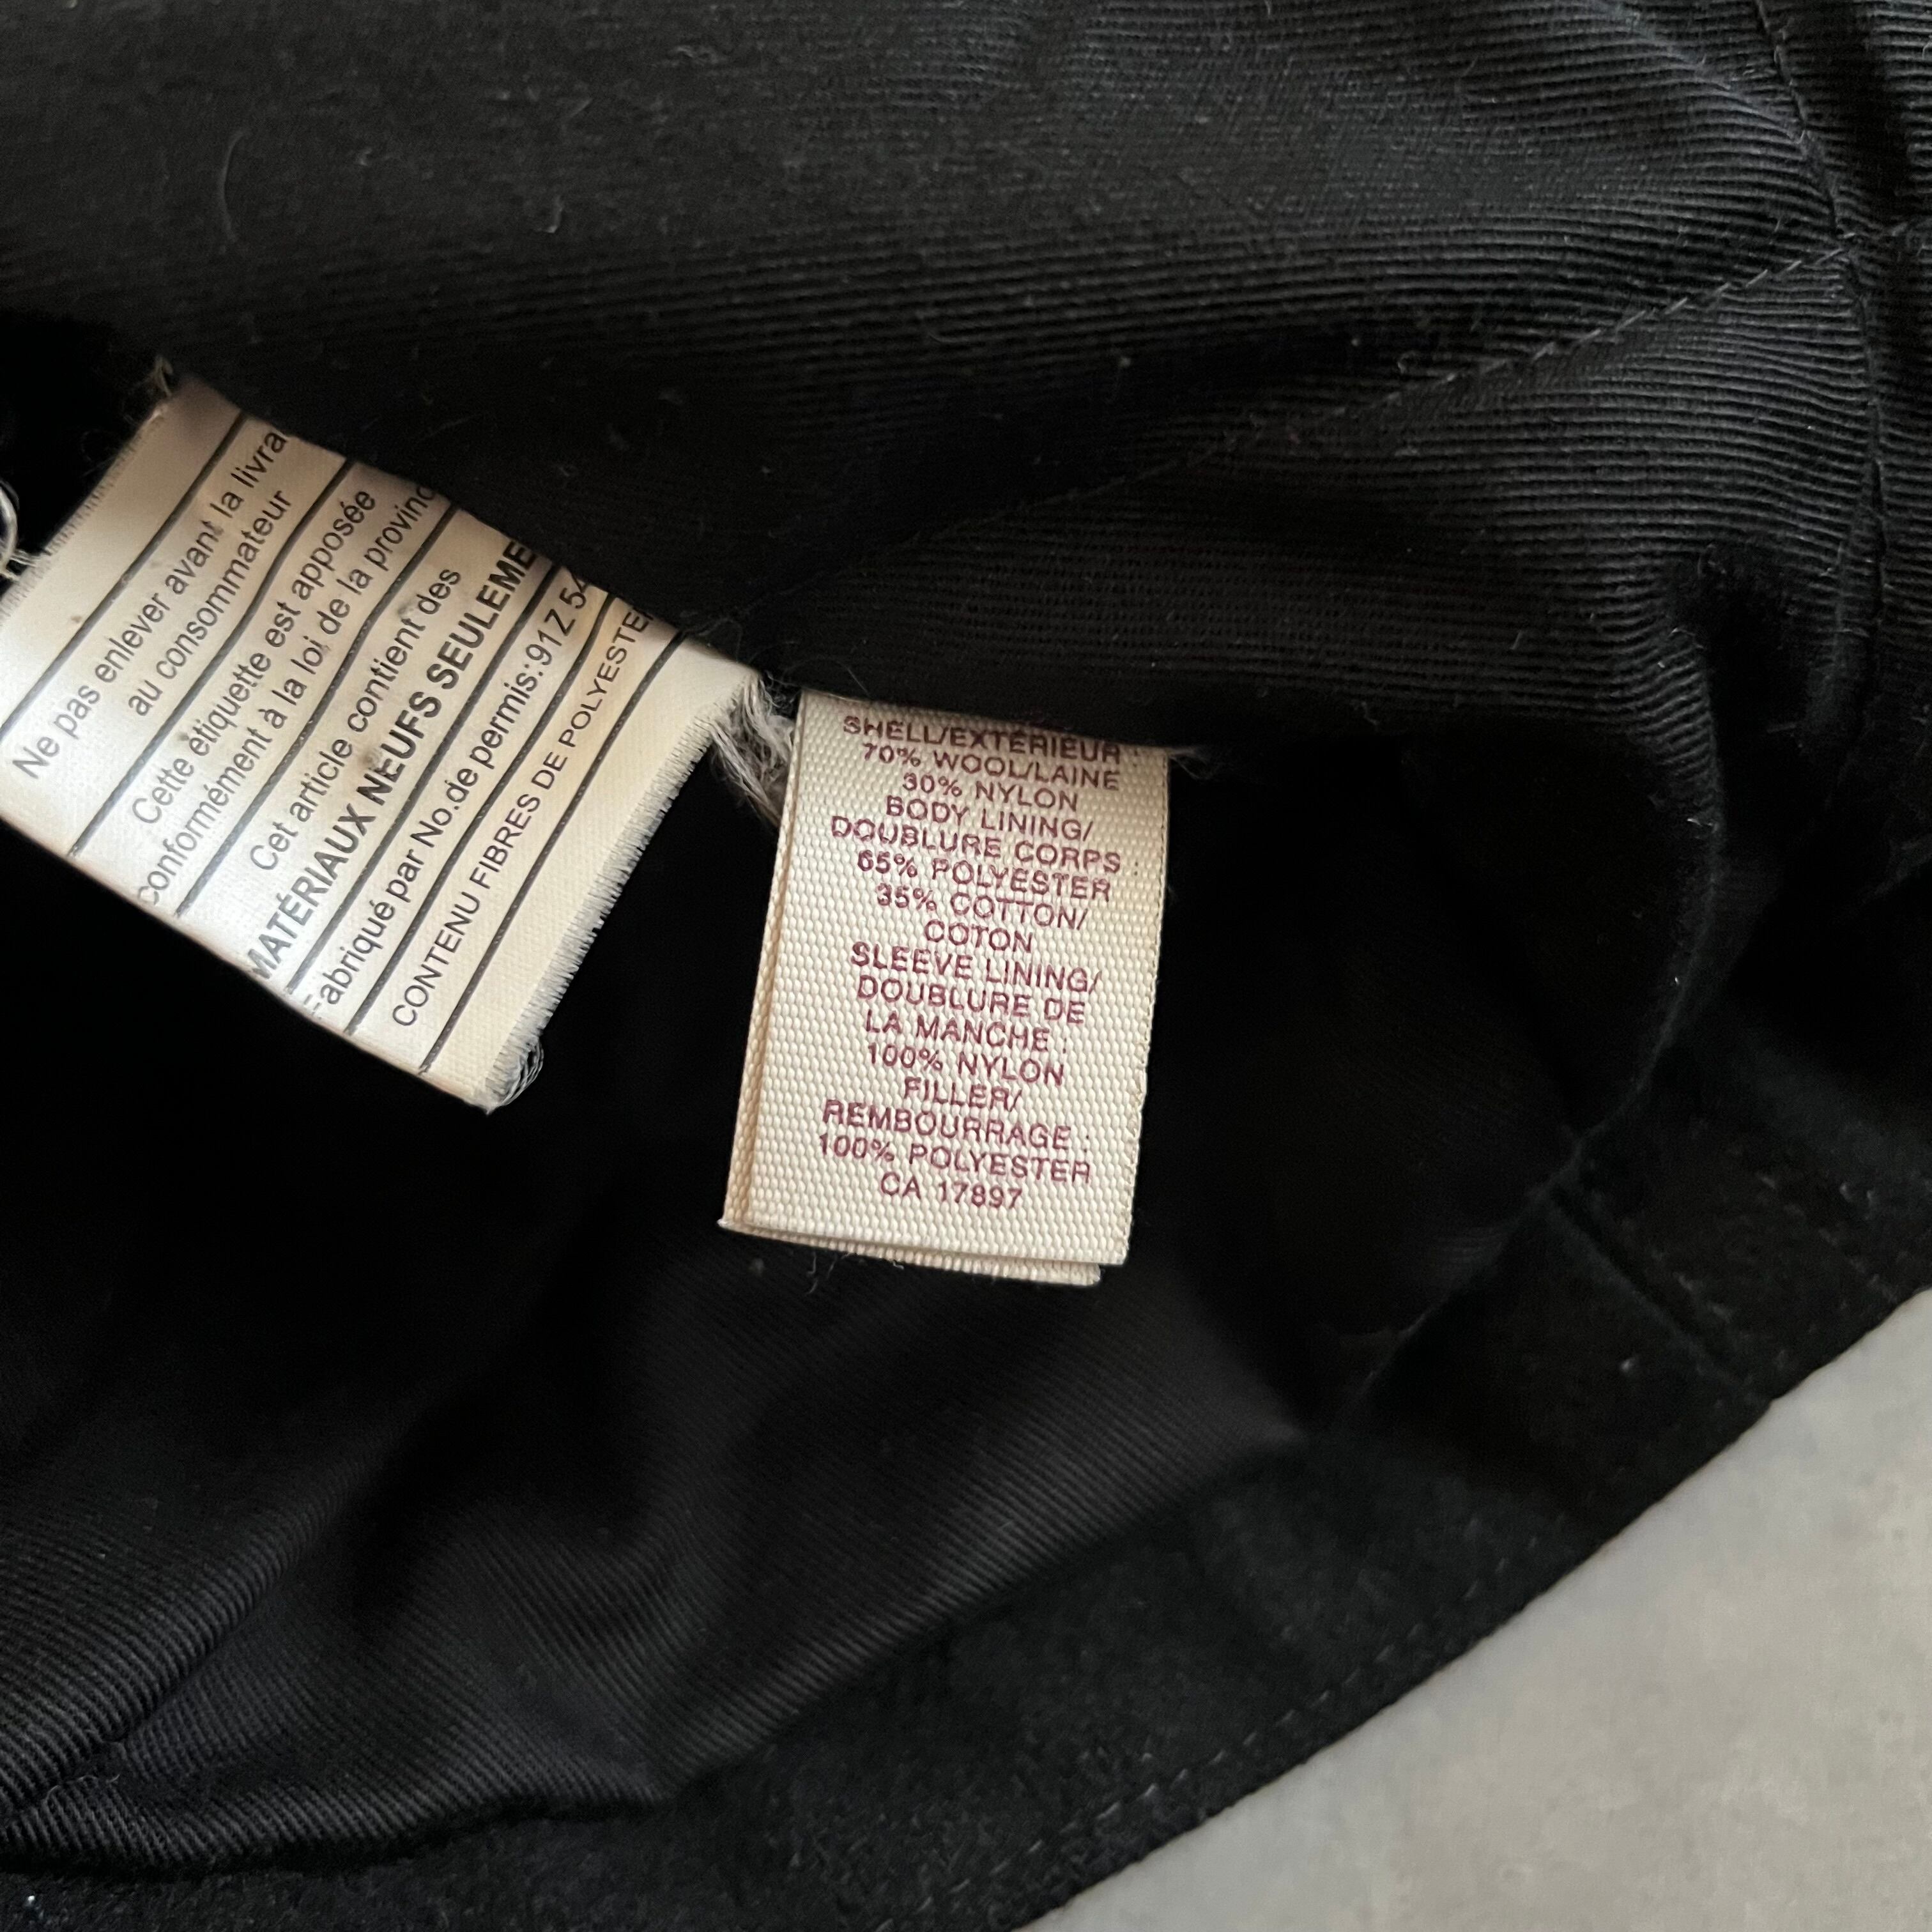 Ne pas enlever avant la livra
au consommateur
Cette étiquette est apposée
conformément à la loi de la provinc
Cet article contient des
MATÉRIAUX NEUFS SEULEME
Fabriqué par No.de permis:91Z 54
CONTENU FIBRES DE POLYESTE
SHELL/EXTÉRIEUR :
70% WOOL/LAINE
30% NYLON
BODY LINING/
DOUBLURE CORPS :
65% POLYESTER
35% COTTON/
COTON
SLEEVE LINING/
DOUBLURE DE
LA MANCHE :
100% NYLON
FILLER/
REMBOURRAGE :
100% POLYESTER
CA 17897